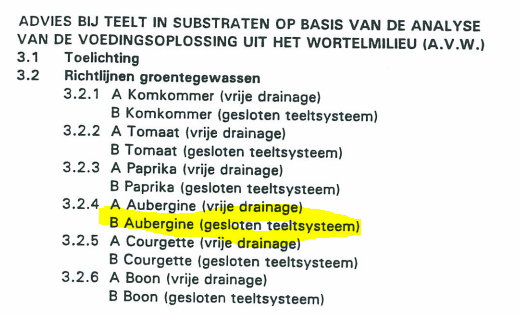 ADVIES BIJ TEELT IN SUBSTRATEN OP BASIS VAN DE ANALYSE
VAN DE VOEDINGSOPLOSSING UIT HET WORTELMILIEU (A.V.W.)
3.1 Toelichting
3.2 Richtlijnen groentegewassen
3.2.1 A Komkommer (vrije drainage)
B Komkommer (gesloten teeltsysteem)
3.2.2 A Tomaat (vrije drainage)
B Tomaat (gesloten teeltsysteem)
3.2.3 A Paprika (vrije drainage)
B Paprika (gesloten teeltsysteem)
3.2.4 A Aubergine (vrije drainage)
B Aubergine (gesloten teeltsysteem)
3.2.5 A Courgette (vrije drainage)
B Courgette (gesloten teeltsysteem)
3.2.6 A Boon (vrije drainage)
B Boon (gesloten teeltsysteem)